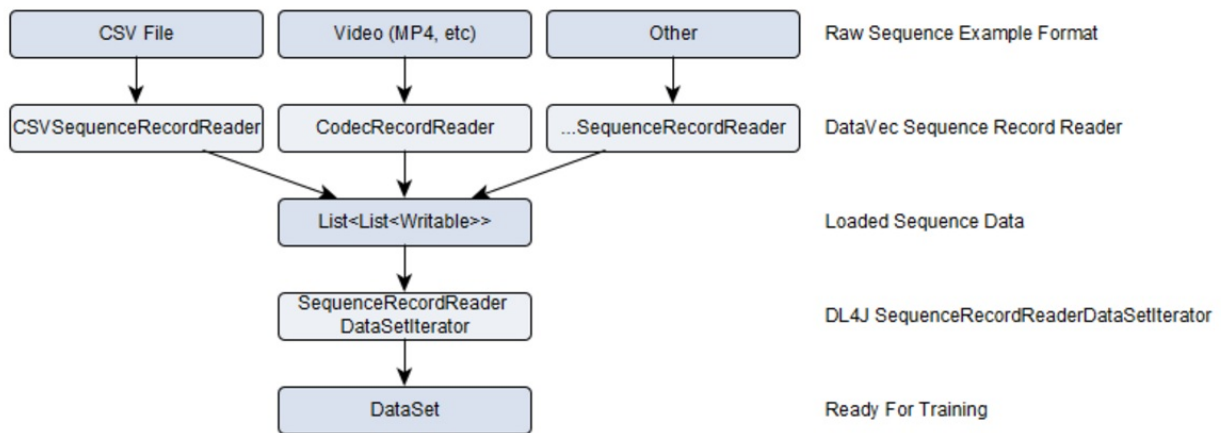 CSV File
Video (MP4, etc)
Other
Raw Sequence Example Format
CSVSequenceRecordReader
CodecRecordReader
...SequenceRecordReader
DataVec Sequence Record Reader
List<List<Writable>>
Loaded Sequence Data
SequenceRecordReader
DataSetIterator
DL4J SequenceRecordReaderDataSetIterator
DataSet
Ready For Training